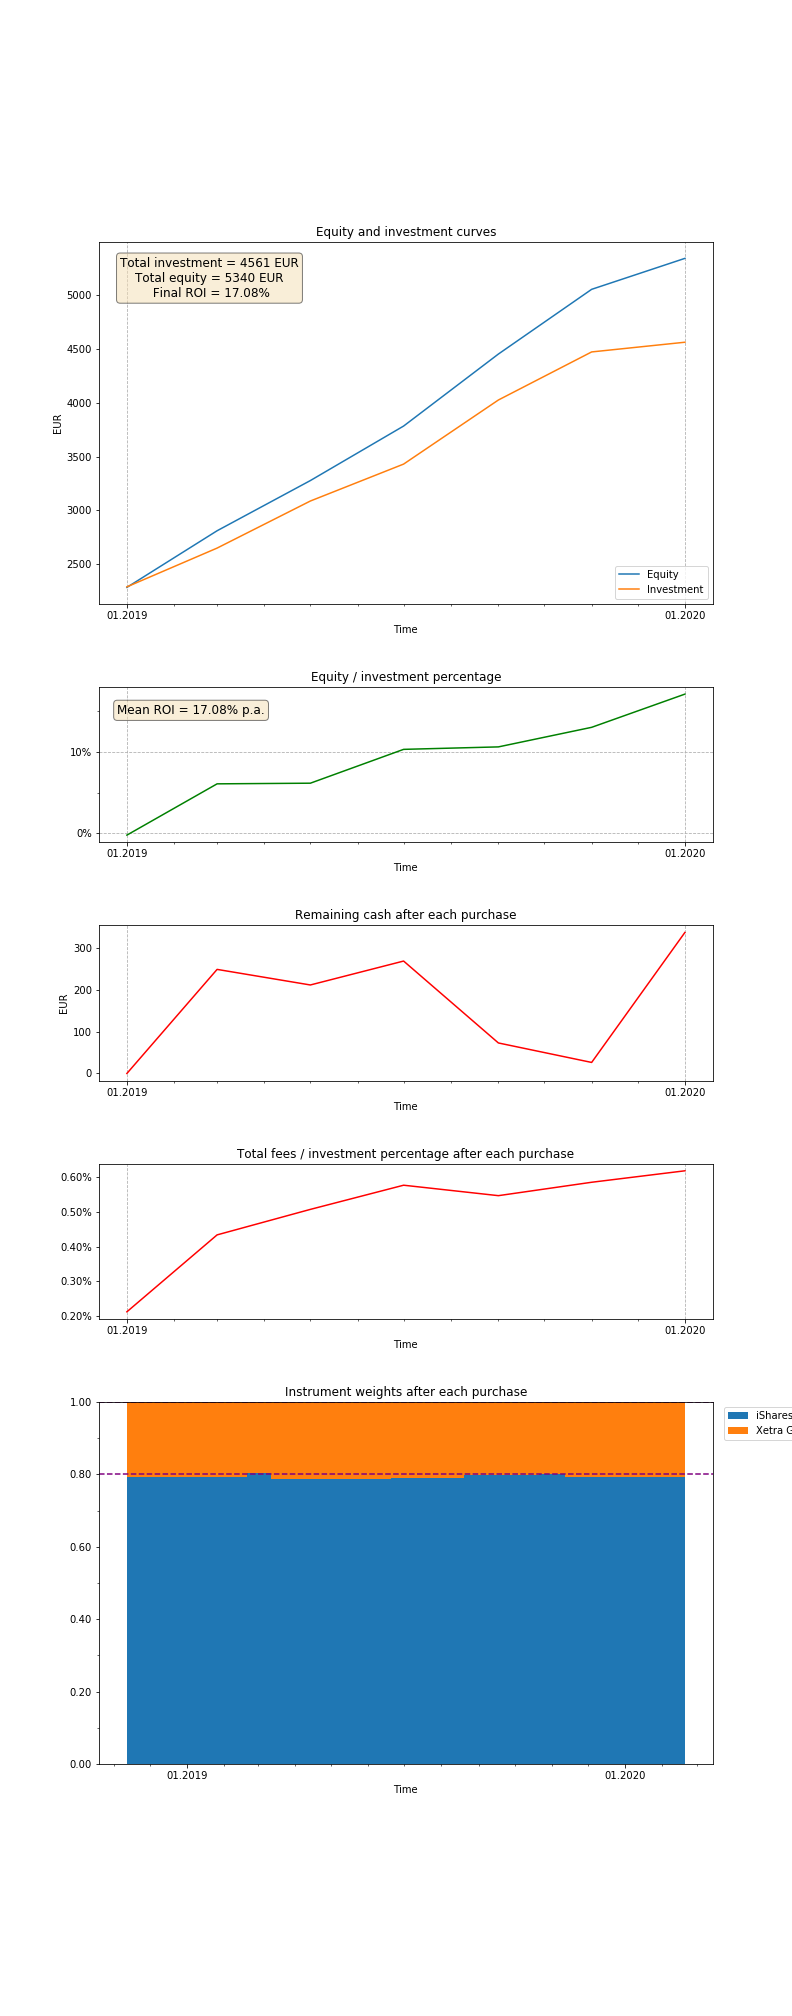 Equity and investment curves
Total investment = 4561 EUR
Total equity = 5340 EUR
Final ROI = 17.08%
5000
4500
4000
3500
3000
2500
EUR
Equity
Investment
01.2019
01.2020
Time
Equity / investment percentage
Mean ROI = 17.08% p.a.
10%
0%
01.2019
01.2020
Time
Remaining cash after each purchase
300
200
100
0
EUR
01.2019
01.2020
Time
Total fees / investment percentage after each purchase
0.60%
0.50%
0.40%
0.30%
0.20%
01.2019
01.2020
Time
Instrument weights after each purchase
1.00
0.80
0.60
0.40
0.20
0.00
iShares
Xetra G
01.2019
01.2020
Time